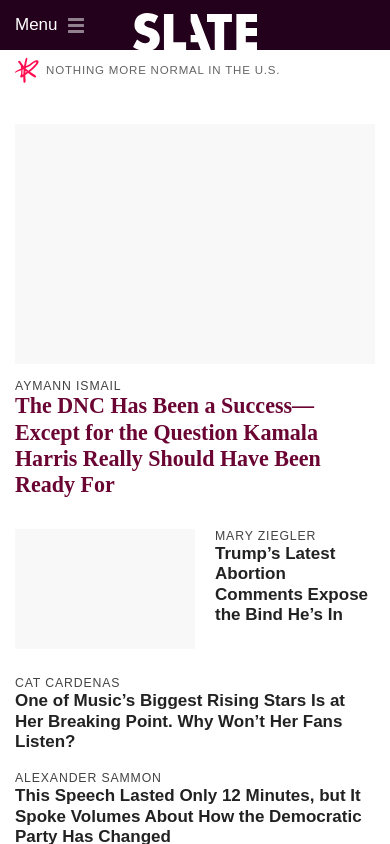 Menu
SLATE
NOTHING MORE NORMAL IN THE U.S.
AYMANN ISMAIL
The DNC Has Been a Success—
Except for the Question Kamala
Harris Really Should Have Been
Ready For
MARY ZIEGLER
Trump’s Latest
Abortion
Comments Expose
the Bind He’s In
CAT CARDENAS
One of Music’s Biggest Rising Stars Is at
Her Breaking Point. Why Won’t Her Fans
Listen?
ALEXANDER SAMMON
This Speech Lasted Only 12 Minutes, but It
Spoke Volumes About How the Democratic
Party Has Changed